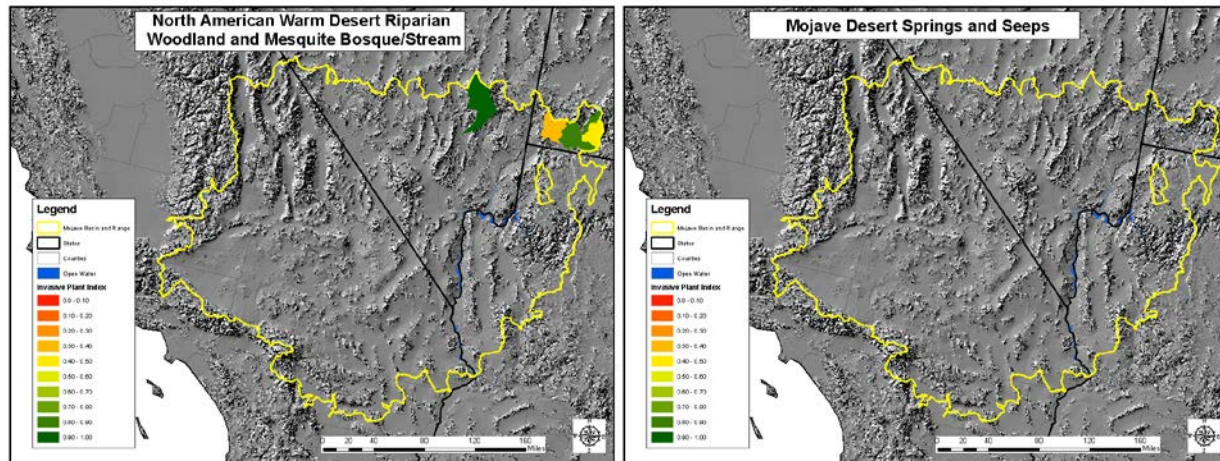 North American Warm Desert Riparian
Woodland and Mesquite Bosque/Stream
Legend
Mojave Basin and Range
States
Counties
Open Water
Invasive Plant Index
0.0 - 0.10
0.10 - 0.20
0.20 - 0.30
0.30 - 0.40
0.40 - 0.50
0.50 - 0.60
0.60 - 0.70
0.70 - 0.80
0.80 - 0.90
0.90 - 1.00
0 20 40 80 120 160
Miles
Mojave Desert Springs and Seeps
Legend
Mojave Basin and Range
States
Counties
Open Water
Invasive Plant Index
0.0 - 0.10
0.10 - 0.20
0.20 - 0.30
0.30 - 0.40
0.40 - 0.50
0.50 - 0.60
0.60 - 0.70
0.70 - 0.80
0.80 - 0.90
0.90 - 1.00
0 20 40 80 120 160
Miles